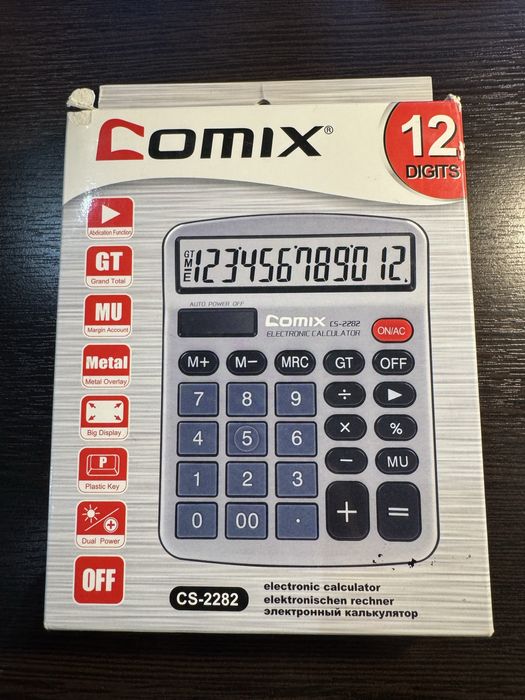 COMIX®
12
DIGITS
Abdication Function
GT
Grand Total
MU
Margin Account
Metal
Metal Overlay
Big Display
P
Plastic Key
Dual Power
OFF
GT
M
E
123456789012.
AUTO POWER OFF
COMIX CS-2282
ELECTRONIC CALCULATOR
ON/AC
M+ M− MRC GT OFF
7 8 9 ÷ ▶
4 5 6 × %
1 2 3 − MU
0 00 · + =
CS-2282
electronic calculator
elektronischen rechner
электронный калькулятор